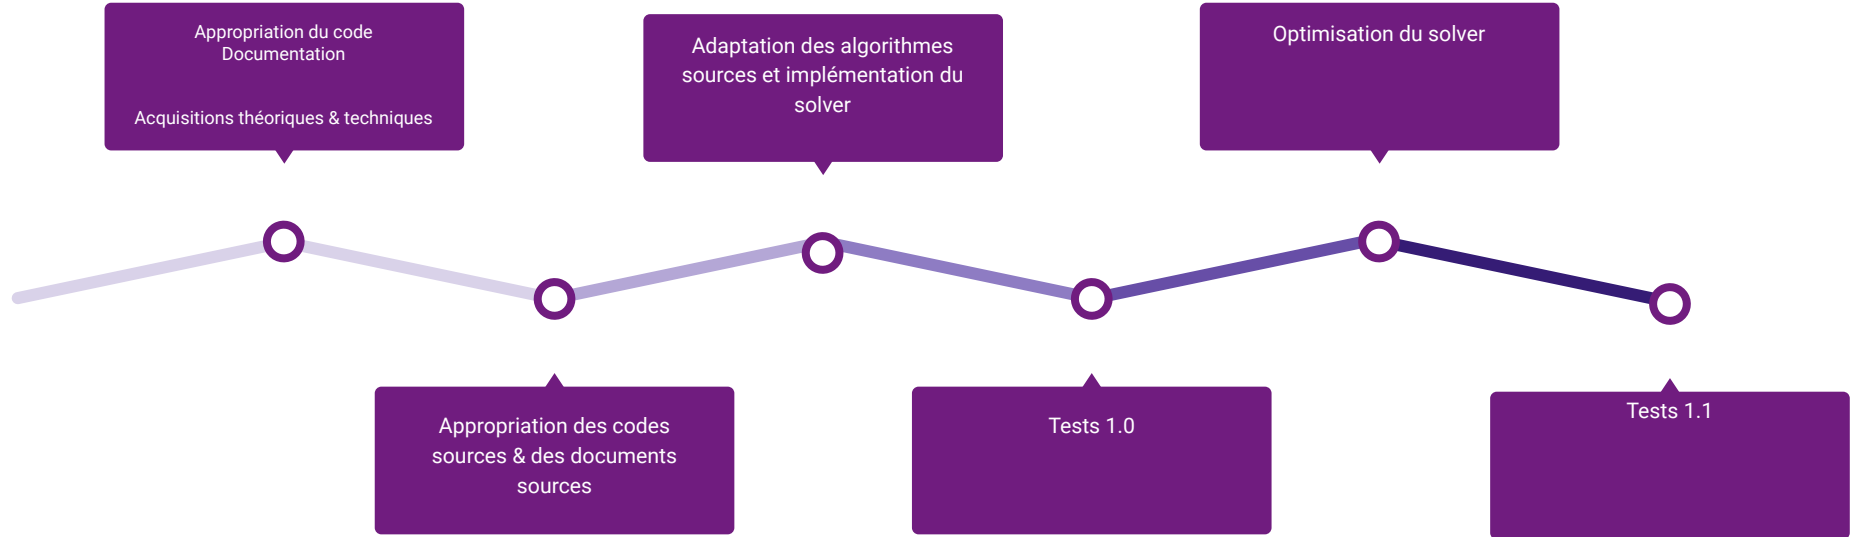 Appropriation du code
Documentation
Acquisitions théoriques & techniques
Appropriation des codes
sources & des documents
sources
Adaptation des algorithmes
sources et implémentation du
solver
Tests 1.0
Optimisation du solver
Tests 1.1